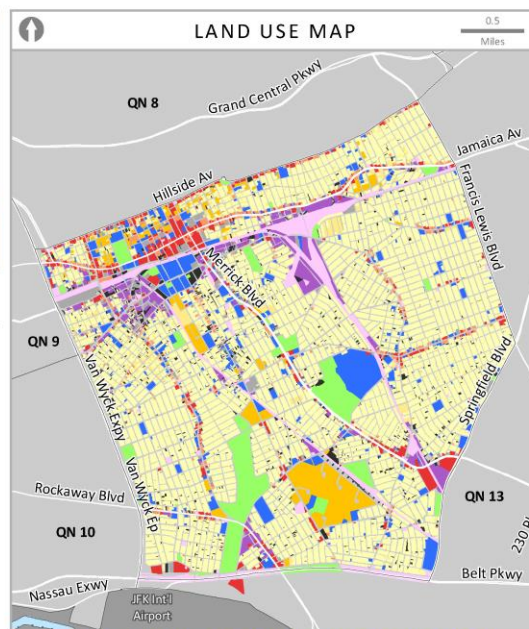 LAND USE MAP
0.5
Miles
QN 8
Grand Central Pkwy
Hillside Av
Jamaica Av
Francis Lewis Blvd
Merrick Blvd
QN 9
Van Wyck Expy
Springfield Blvd
Van Wyck Ep
Rockaway Blvd
QN 13
QN 10
230 Pl
Nassau Exwy
Belt Pkwy
JFK Int'l
Airport